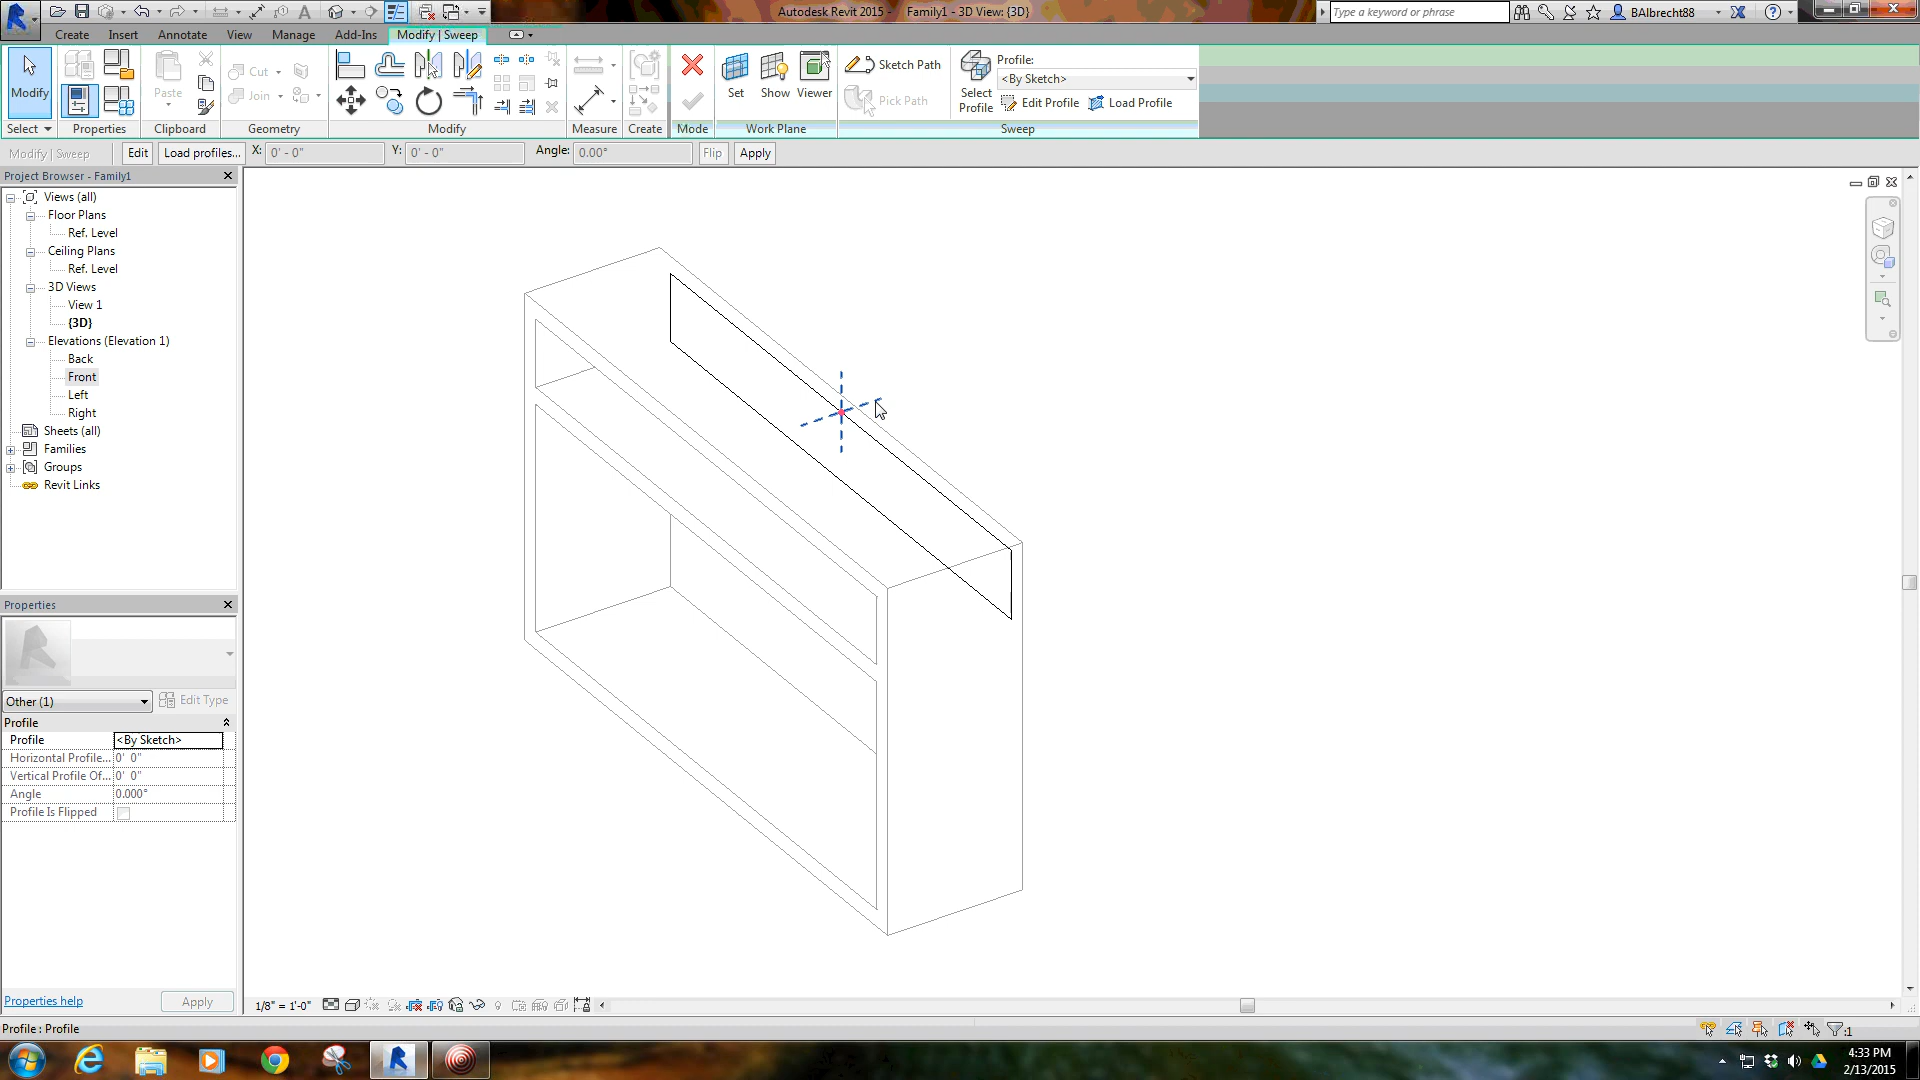 Autodesk Revit 2015 - Family1 - 3D View: {3D}
Type a keyword or phrase
BAlbrecht88
Create Insert Annotate View Manage Add-Ins Modify | Sweep
Modify
Paste
Cut
Join
Set
Show
Viewer
Sketch Path
Pick Path
Select
Profile
Profile:
<By Sketch>
Edit Profile
Load Profile
Select Properties Clipboard Geometry Modify Measure Create Mode Work Plane Sweep
Modify | Sweep Edit Load profiles... X: 0' - 0" Y: 0' - 0" Angle: 0.00° Flip Apply
Project Browser - Family1
Views (all)
Floor Plans
Ref. Level
Ceiling Plans
Ref. Level
3D Views
View 1
{3D}
Elevations (Elevation 1)
Back
Front
Left
Right
Sheets (all)
Families
Groups
Revit Links
Properties
Other (1)
Edit Type
Profile
Profile <By Sketch>
Horizontal Profile... 0' 0"
Vertical Profile Of... 0' 0"
Angle 0.000°
Profile Is Flipped
Properties help
Apply
1/8" = 1'-0"
Profile : Profile
:1
4:33 PM
2/13/2015